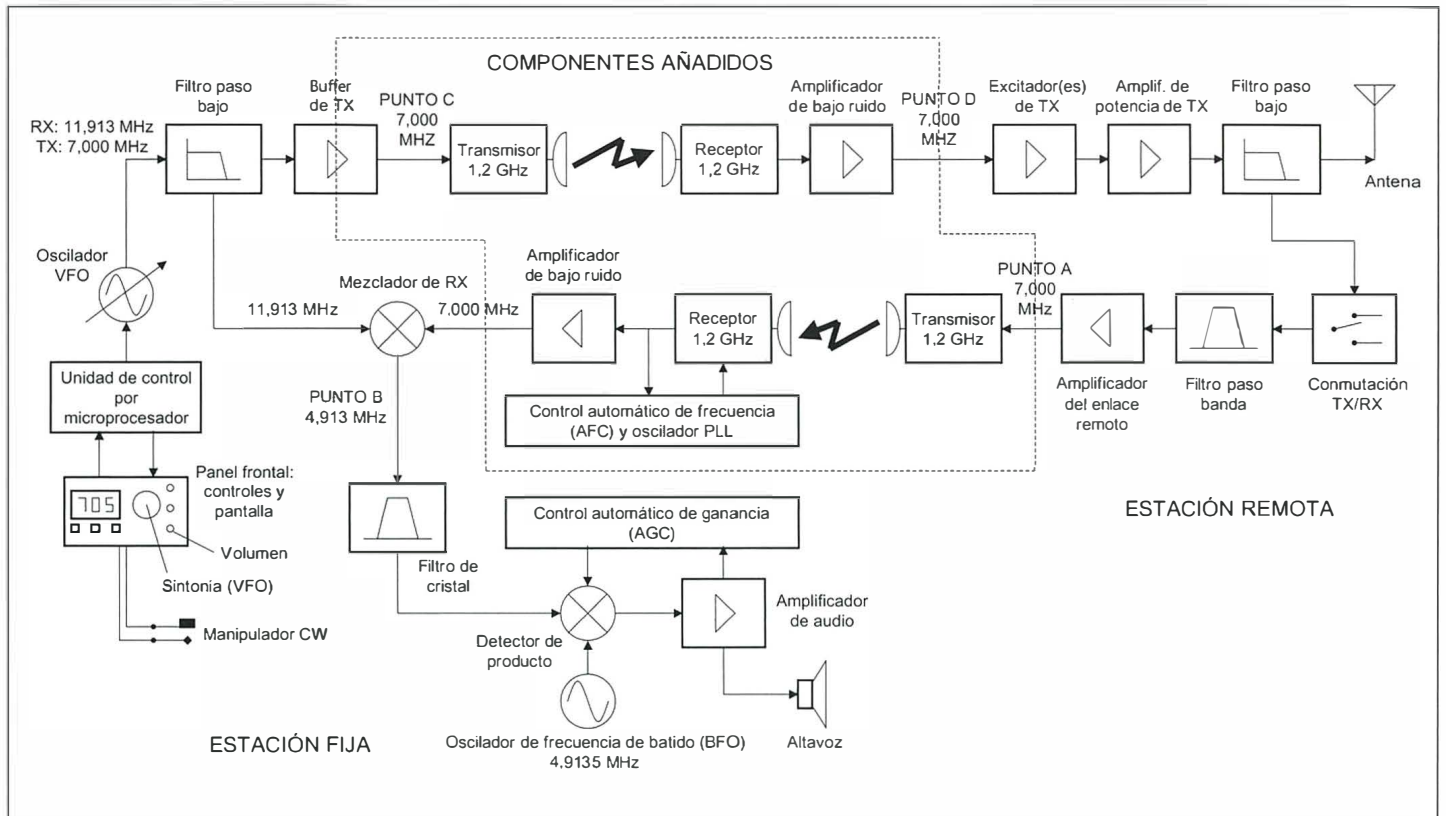 COMPONENTES AÑADIDOS
Filtro paso
bajo
Buffer
de TX
PUNTO C
7,000
MHZ
Amplificador
de bajo ruido
PUNTO D
7,000
MHZ
Excitador(es)
de TX
Amplif. de
potencia de TX
Filtro paso
bajo
RX: 11,913 MHz
TX: 7,000 MHz
Transmisor
1,2 GHz
Receptor
1,2 GHz
Antena
Oscilador
VFO
Mezclador de RX
11,913 MHz
7.000 MHz
Amplificador
de bajo ruido
Receptor
1,2 GHz
Transmisor
1,2 GHz
PUNTO A
7,000
MHz
Unidad de control
por
microprocesador
PUNTO B
4,913 MHz
Control automático de frecuencia
(AFC) y oscilador PLL
Amplificador
del enlace
remoto
Filtro paso
banda
Conmutación
TX/RX
Panel frontal:
controles y
pantalla
705
Volumen
Sintonia (VFO)
Manipulador CW
Filtro de
cristal
Control automático de ganancia
(AGC)
ESTACIÓN REMOTA
Detector de
producto
Amplificador
de audio
Oscilador de frecuencia de batido (BFO)
4,9135 MHz
Altavoz
ESTACIÓN FIJA